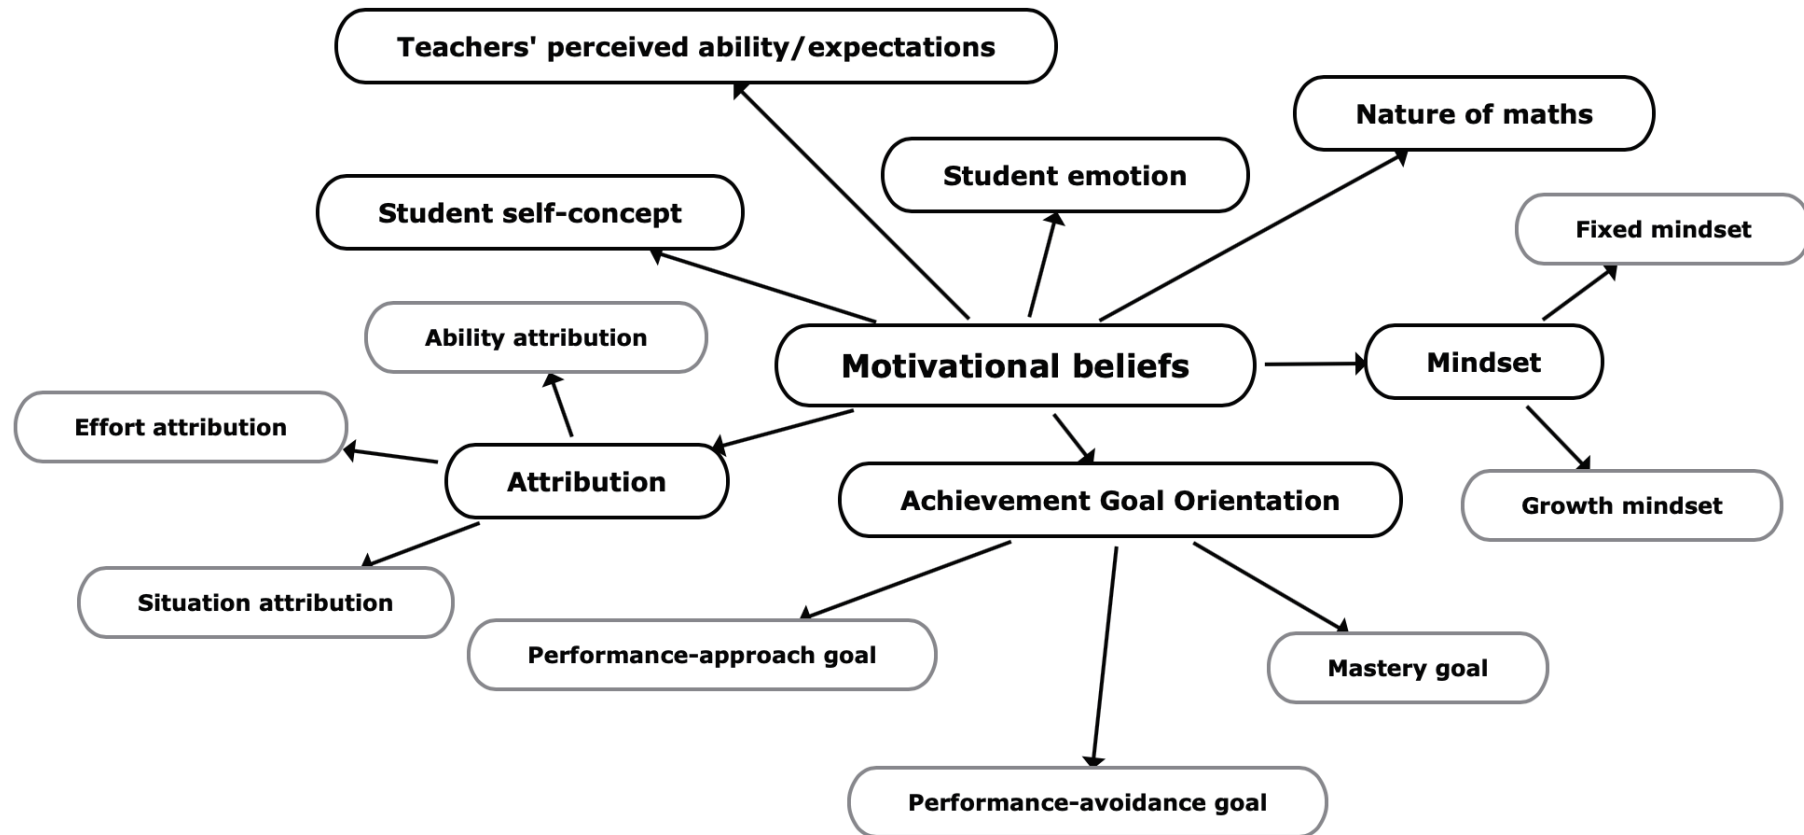 Teachers' perceived ability/expectations
Nature of maths
Student emotion
Student self-concept
Fixed mindset
Ability attribution
Motivational beliefs
Mindset
Effort attribution
Attribution
Achievement Goal Orientation
Growth mindset
Situation attribution
Performance-approach goal
Mastery goal
Performance-avoidance goal